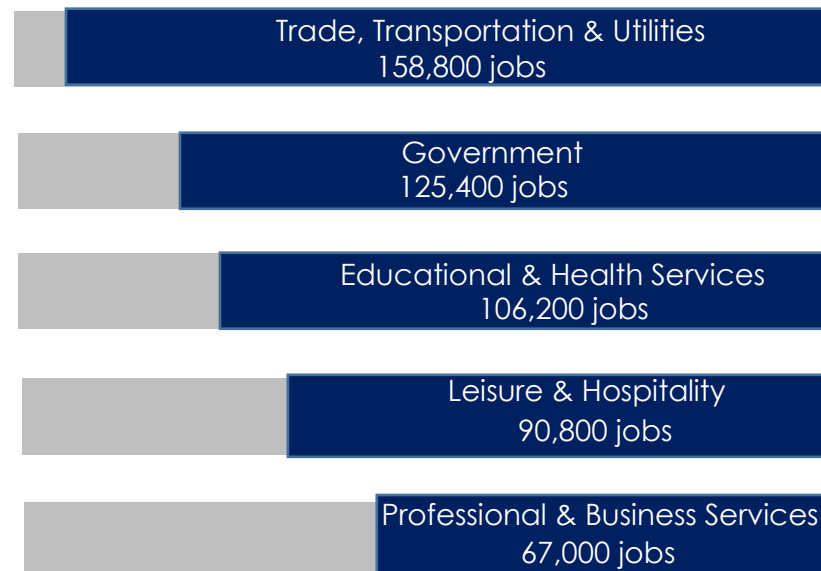 Trade, Transportation & Utilities
158,800 jobs
Government
125,400 jobs
Educational & Health Services
106,200 jobs
Leisure & Hospitality
90,800 jobs
Professional & Business Services
67,000 jobs